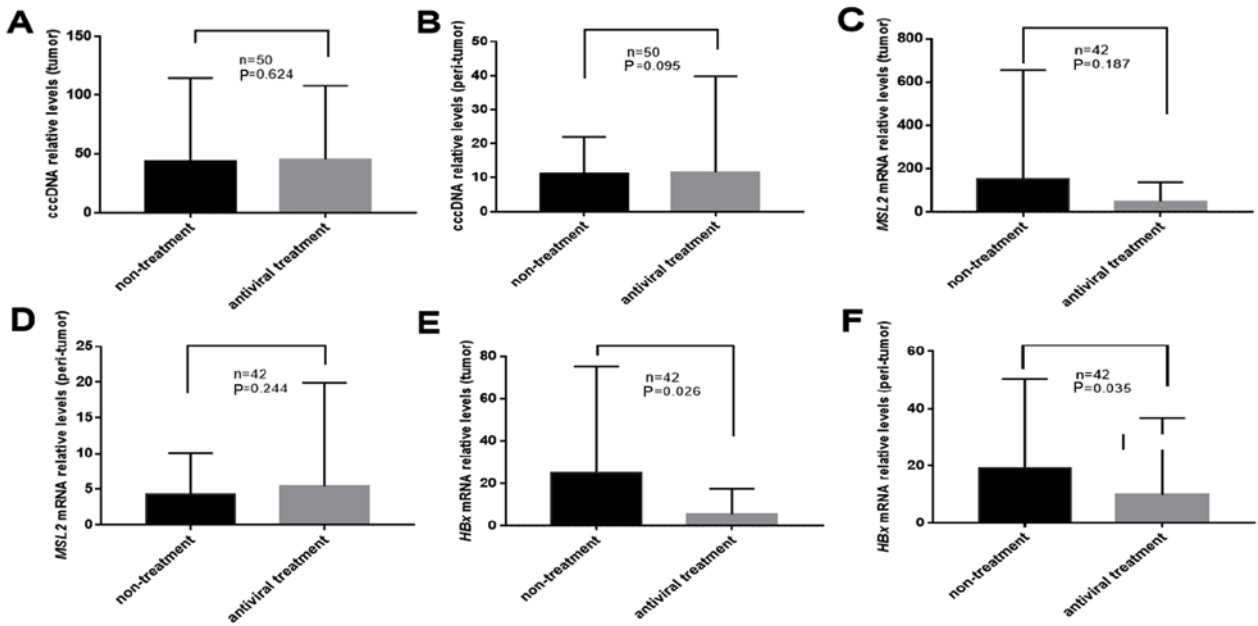 A
cccDNA relative levels (tumor)
150
100
50
0
n=50
P=0.624
non-treatment
antiviral treatment
B
cccDNA relative levels (peri-tumor)
50
40
30
20
10
0
n=50
P=0.095
non-treatment
antiviral treatment
C
MSL2 mRNA relative levels (tumor)
800
600
400
200
0
n=42
P=0.187
non-treatment
antiviral treatment
D
MSL2 mRNA relative levels (peri-tumor)
25
20
15
10
5
0
n=42
P=0.244
non-treatment
antiviral treatment
E
HBx mRNA relative levels (tumor)
80
60
40
20
0
n=42
P=0.026
non-treatment
antiviral treatment
F
HBx mRNA relative levels (peri-tumor)
60
40
20
0
n=42
P=0.035
non-treatment
antiviral treatment